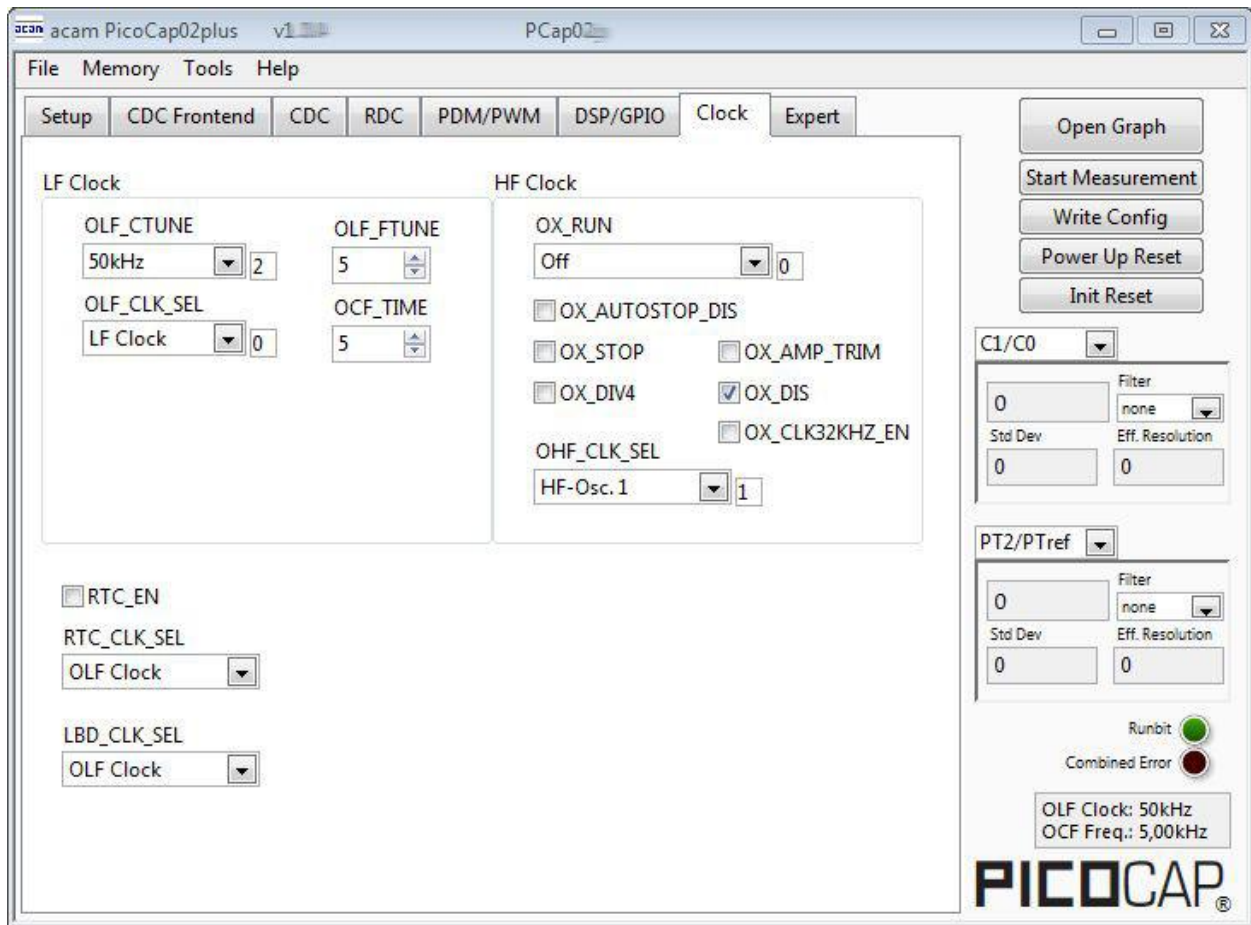 acam acam PicoCap02plus v1. PCap02
File Memory Tools Help
Setup CDC Frontend CDC RDC PDM/PWM DSP/GPIO Clock Expert
LF Clock
OLF_CTUNE
50kHz 2
OLF_FTUNE
5
OLF_CLK_SEL
LF Clock 0
OCF_TIME
5
HF Clock
OX_RUN
Off 0
OX_AUTOSTOP_DIS
OX_STOP
OX_AMP_TRIM
OX_DIV4
OX_DIS
OX_CLK32KHZ_EN
OHF_CLK_SEL
HF-Osc. 1 1
RTC_EN
RTC_CLK_SEL
OLF Clock
LBD_CLK_SEL
OLF Clock
Open Graph
Start Measurement
Write Config
Power Up Reset
Init Reset
C1/C0
Filter
0 none
Std Dev Eff. Resolution
0 0
PT2/PTref
Filter
0 none
Std Dev Eff. Resolution
0 0
Runbit
Combined Error
OLF Clock: 50kHz
OCF Freq.: 5,00kHz
PICOCAP®